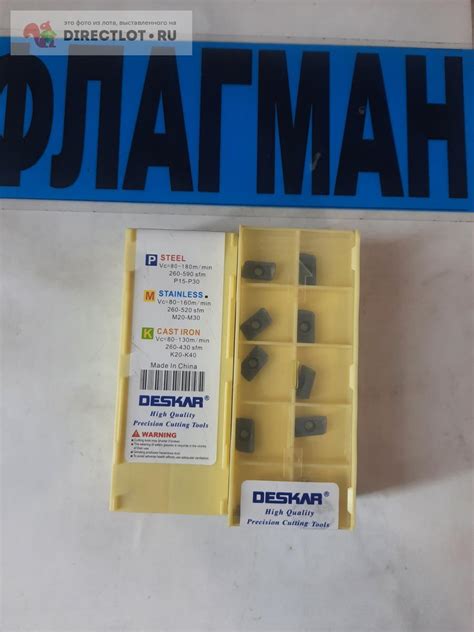 это фото из лота, выставленного на
DIRECTLOT.RU
ФЛАГМАН
P STEEL
Vc=80-180m/min
260-590 sfm
P15-P30
M STAINLESS.
Vc=80-160m/min
260-520 sfm
M20-M30
K CAST IRON
Vc=80-130m/min
260-430 sfm
K20-K40
Made in China
DESKAR®
High Quality
Precision Cutting Tools
WARNING
DESKAR®
High Quality
Precision Cutting Tools